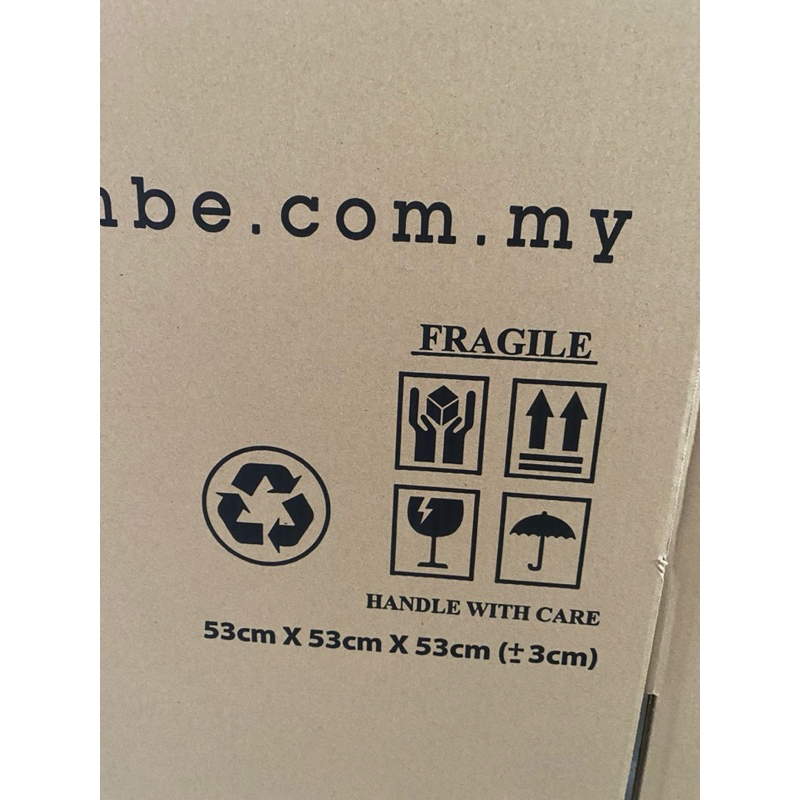 nbe.com.my
FRAGILE
HANDLE WITH CARE
53cm X 53cm X 53cm (± 3cm)